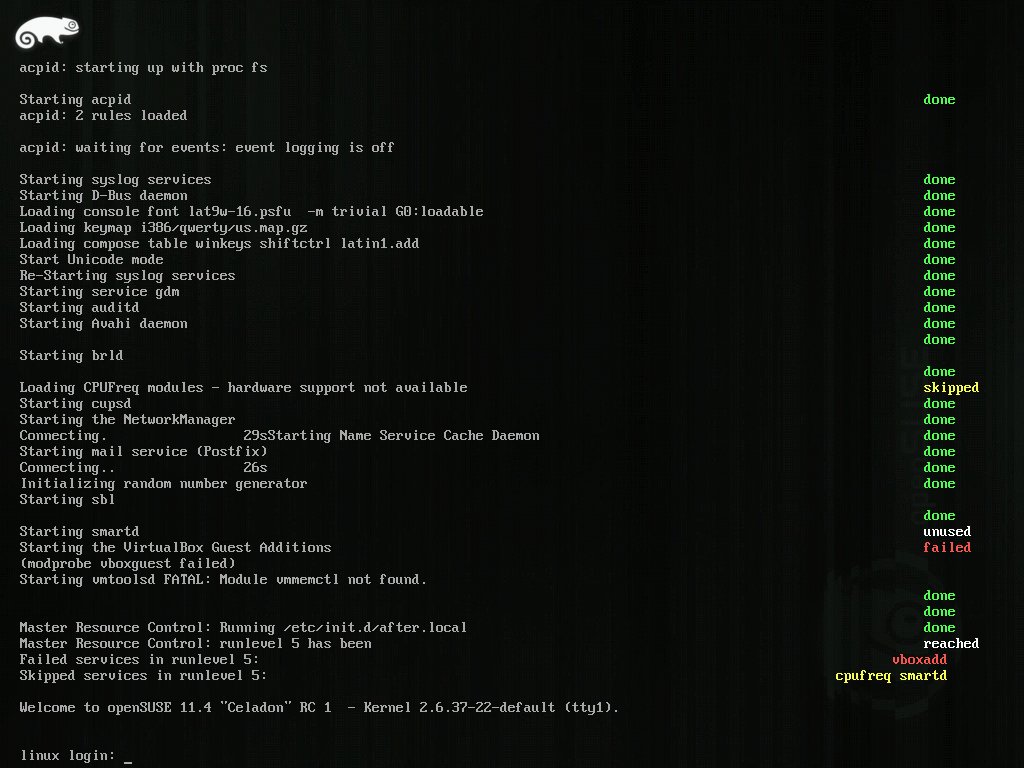 acpid: starting up with proc fs
Starting acpid done
acpid: 2 rules loaded
acpid: waiting for events: event logging is off
Starting syslog services done
Starting D-Bus daemon done
Loading console font lat9w-16.psfu  -m trivial G0:loadable done
Loading keymap i386/qwerty/us.map.gz done
Loading compose table winkeys shiftctrl latin1.add done
Start Unicode mode done
Re-Starting syslog services done
Starting service gdm done
Starting auditd done
Starting Avahi daemon done
done
Starting brld
done
Loading CPUFreq modules - hardware support not available skipped
Starting cupsd done
Starting the NetworkManager done
Connecting. 29sStarting Name Service Cache Daemon done
Starting mail service (Postfix) done
Connecting.. 26s done
Initializing random number generator done
Starting sbl
done
Starting smartd unused
Starting the VirtualBox Guest Additions failed
(modprobe vboxguest failed)
Starting vmtoolsd FATAL: Module vmmemctl not found.
done
done
Master Resource Control: Running /etc/init.d/after.local done
Master Resource Control: runlevel 5 has been reached
Failed services in runlevel 5: vboxadd
Skipped services in runlevel 5: cpufreq smartd
Welcome to openSUSE 11.4 "Celadon" RC 1  - Kernel 2.6.37-22-default (tty1).
linux login: _